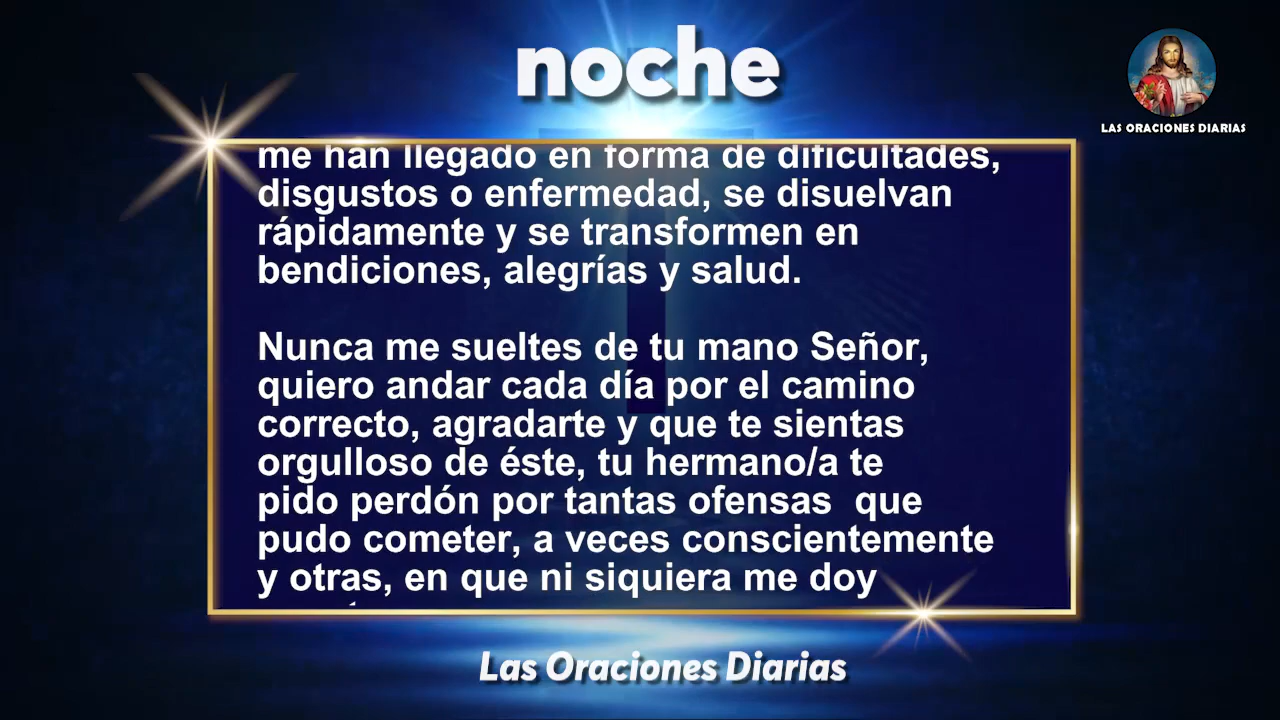 noche
LAS ORACIONES DIARIAS
me han llegado en forma de dificultades,
disgustos o enfermedad, se disuelvan
rápidamente y se transformen en
bendiciones, alegrías y salud.
Nunca me sueltes de tu mano Señor,
quiero andar cada día por el camino
correcto, agradarte y que te sientas
orgulloso de éste, tu hermano/a te
pido perdón por tantas ofensas  que
pudo cometer, a veces conscientemente
y otras, en que ni siquiera me doy
Las Oraciones Diarias